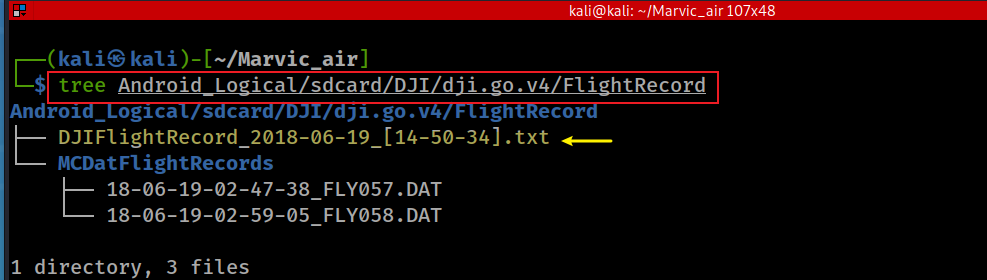 kali@kali: ~/Marvic_air 107x48
┌──(kali㉿kali)-[~/Marvic_air]
└─$ tree Android_Logical/sdcard/DJI/dji.go.v4/FlightRecord
Android_Logical/sdcard/DJI/dji.go.v4/FlightRecord
├── DJIFlightRecord_2018-06-19_[14-50-34].txt
└── MCDatFlightRecords
    ├── 18-06-19-02-47-38_FLY057.DAT
    └── 18-06-19-02-59-05_FLY058.DAT
1 directory, 3 files